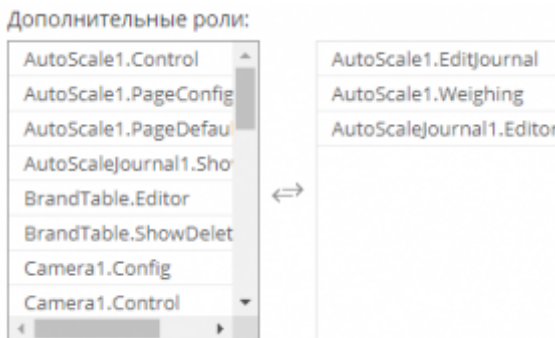 Дополнительные роли:
AutoScale1.Control
AutoScale1.PageConfig
AutoScale1.PageDefau
AutoScaleJournal1.Sho
BrandTable.Editor
BrandTable.ShowDelet
Camera1.Config
Camera1.Control
AutoScale1.EditJournal
AutoScale1.Weighing
AutoScaleJournal1.Editor